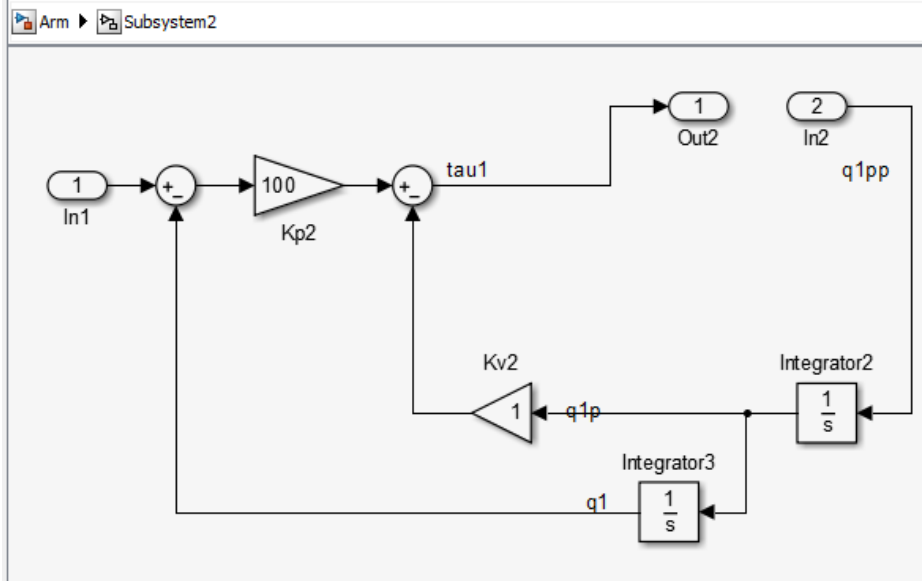 Arm Subsystem2
1
Out2
2
In2
tau1
q1pp
1
In1
+
−
100
Kp2
+
−
Kv2
1
q1p
Integrator2
1
s
Integrator3
1
s
q1